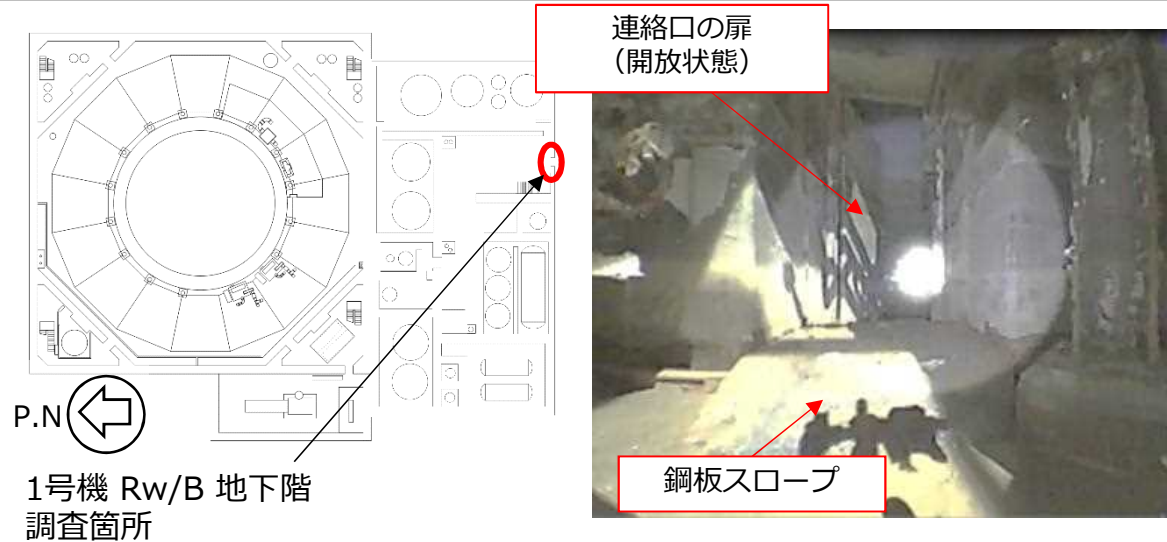 連絡口の扉
（開放状態）
鋼板スロープ
P.N
1号機 Rw/B 地下階
調査箇所